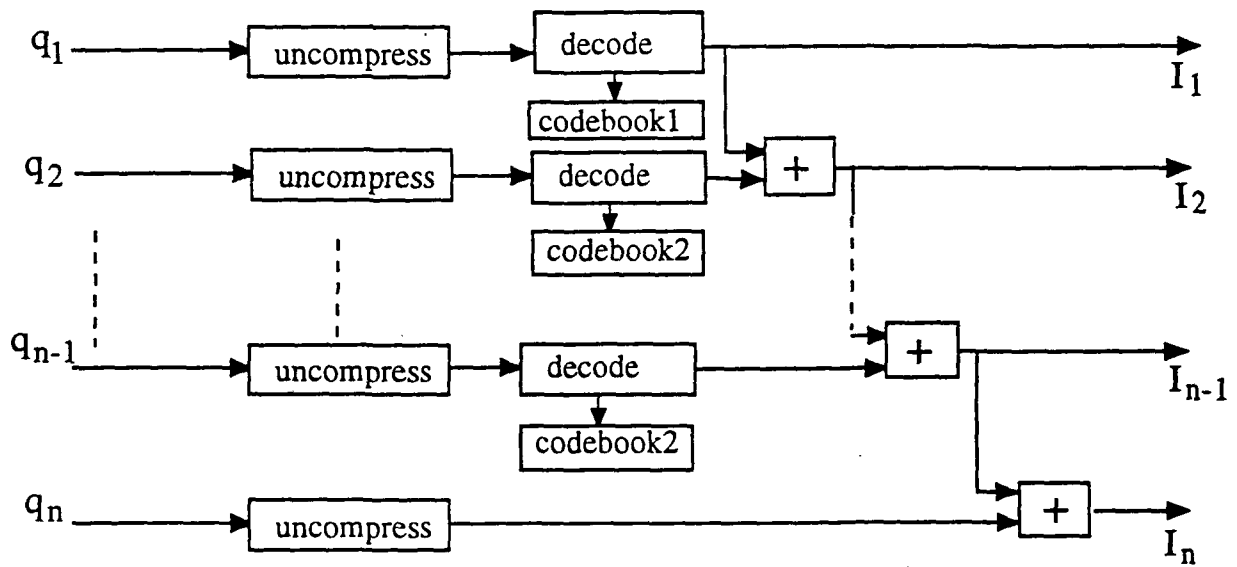 q1 uncompress decode I1
codebook1
q2 uncompress decode + I2
codebook2
qn-1 uncompress decode + In-1
codebook2
qn uncompress + In